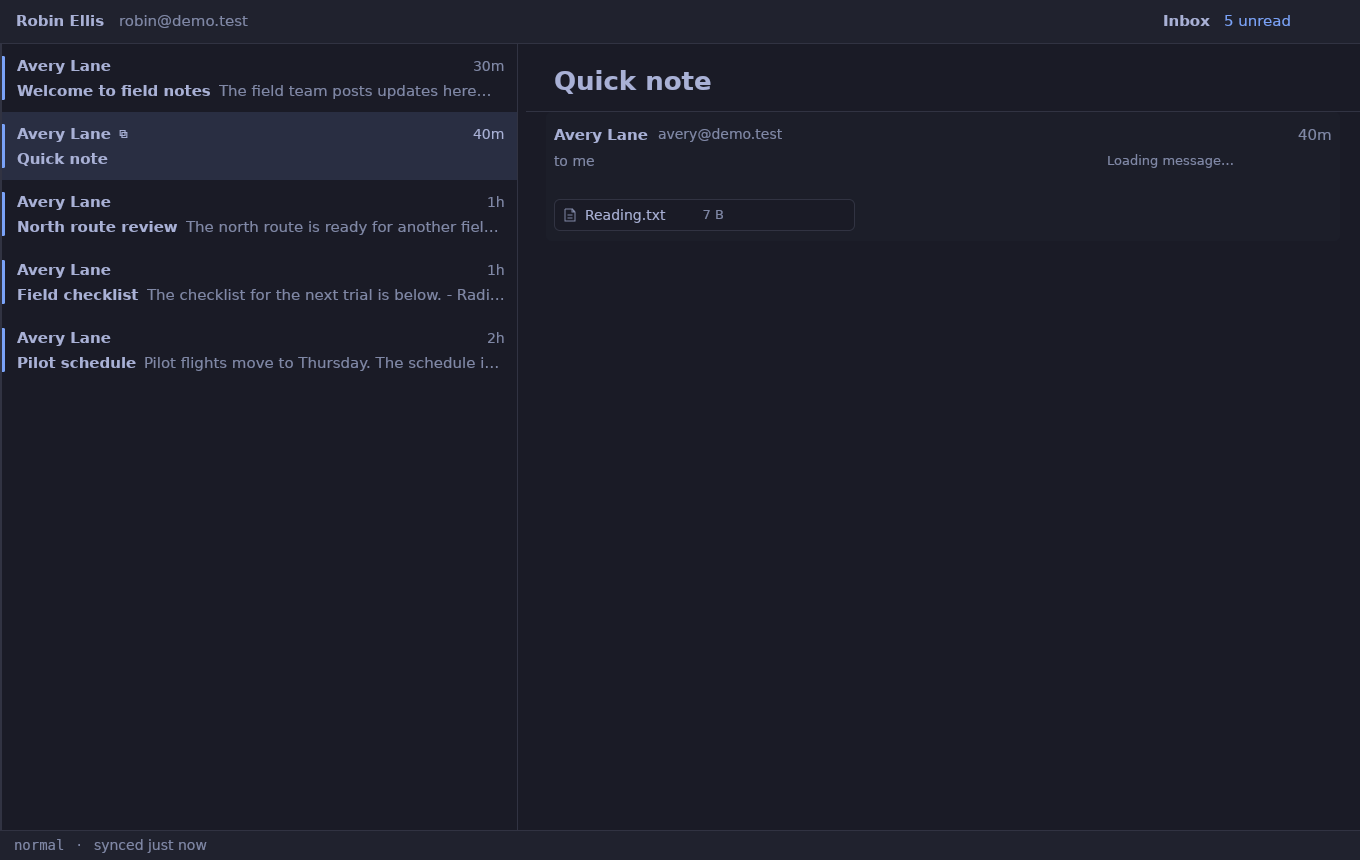 Robin Ellis robin@demo.test
Inbox 5 unread
Avery Lane 30m
Welcome to field notes The field team posts updates here…
Avery Lane 40m
Quick note
Avery Lane 1h
North route review The north route is ready for another fiel…
Avery Lane 1h
Field checklist The checklist for the next trial is below. - Radi…
Avery Lane 2h
Pilot schedule Pilot flights move to Thursday. The schedule i…
Quick note
Avery Lane avery@demo.test 40m
to me Loading message…
Reading.txt 7 B
normal · synced just now